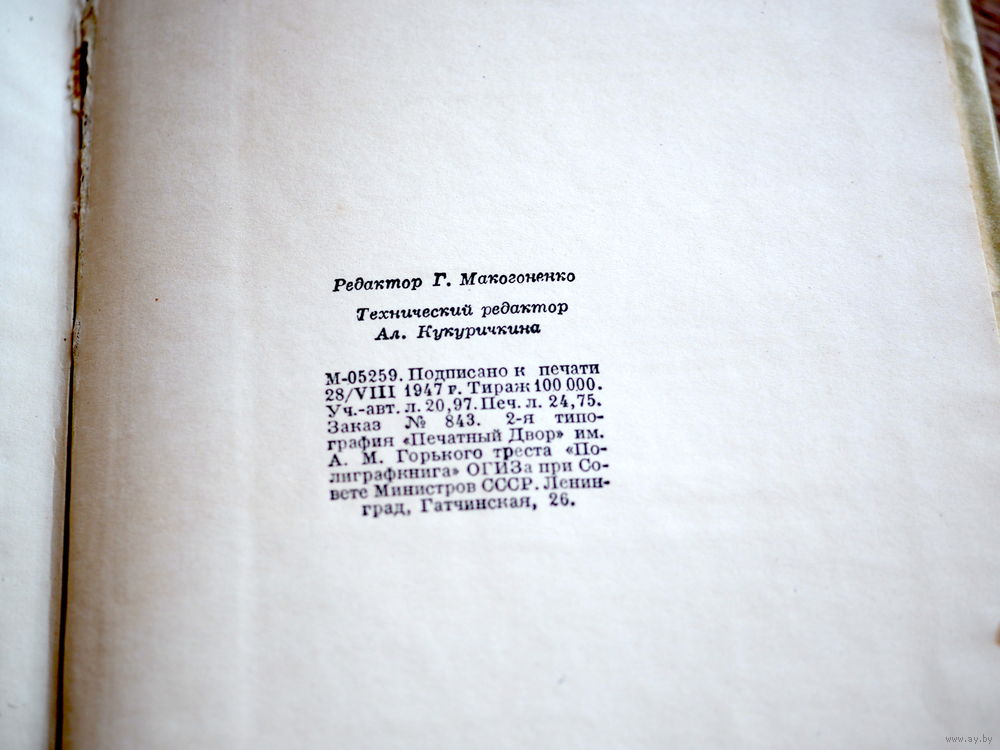 Редактор Г. Макогоненко
Технический редактор
Ал. Кукуричкина
М-05259. Подписано к печати
28/VIII 1947 г. Тираж 100 000.
Уч.-авт. л. 20,97. Печ. л. 24,75.
Заказ № 843. 2-я типо-
графия «Печатный Двор» им.
А. М. Горького треста «По-
лиграфкнига» ОГИЗа при Со-
вете Министров СССР. Ленин-
град, Гатчинская, 26.
www.ay.by